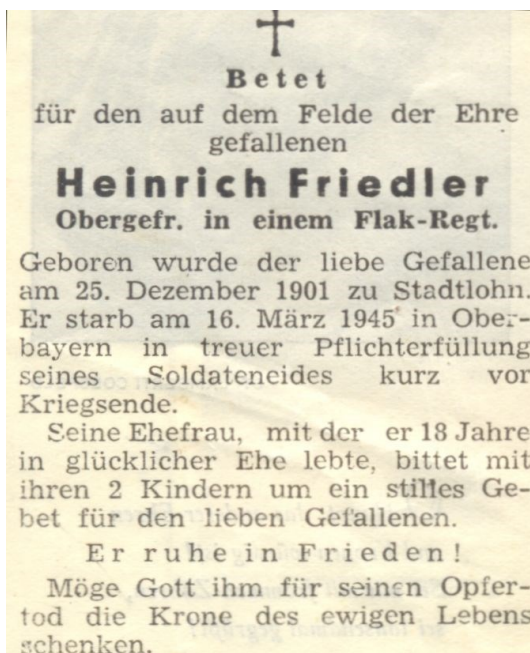 Betet
für den auf dem Felde der Ehre
gefallenen
Heinrich Friedler
Obergefr. in einem Flak-Regt.
Geboren wurde der liebe Gefallene
am 25. Dezember 1901 zu Stadtlohn.
Er starb am 16. März 1945 in Ober-
bayern in treuer Pflichterfüllung
seines Soldateneides kurz vor
Kriegsende.
Seine Ehefrau, mit der er 18 Jahre
in glücklicher Ehe lebte, bittet mit
ihren 2 Kindern um ein stilles Ge-
bet für den lieben Gefallenen.
Er ruhe in Frieden!
Möge Gott ihm für seinen Opfer-
tod die Krone des ewigen Lebens
schenken.